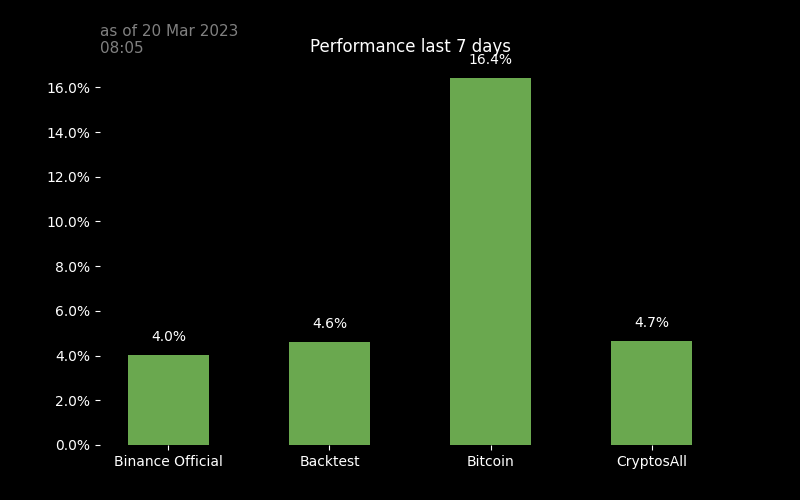 as of 20 Mar 2023
08:05
Performance last 7 days
16.4%
16.0%
14.0%
12.0%
10.0%
8.0%
6.0%
4.0%
2.0%
0.0%
4.0%
4.6%
4.7%
Binance Official
Backtest
Bitcoin
CryptosAll